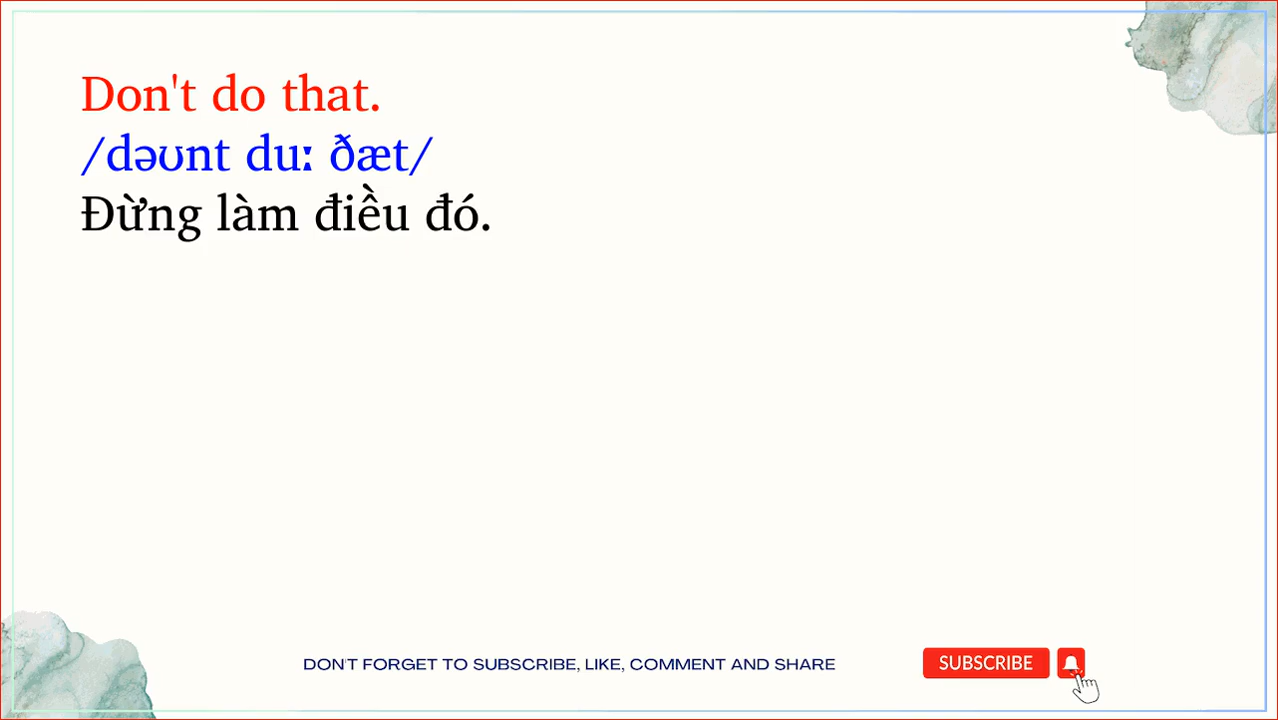 Don't do that.
/dəʊnt duː ðæt/
Đừng làm điều đó.
DON'T FORGET TO SUBSCRIBE, LIKE, COMMENT AND SHARE
SUBSCRIBE